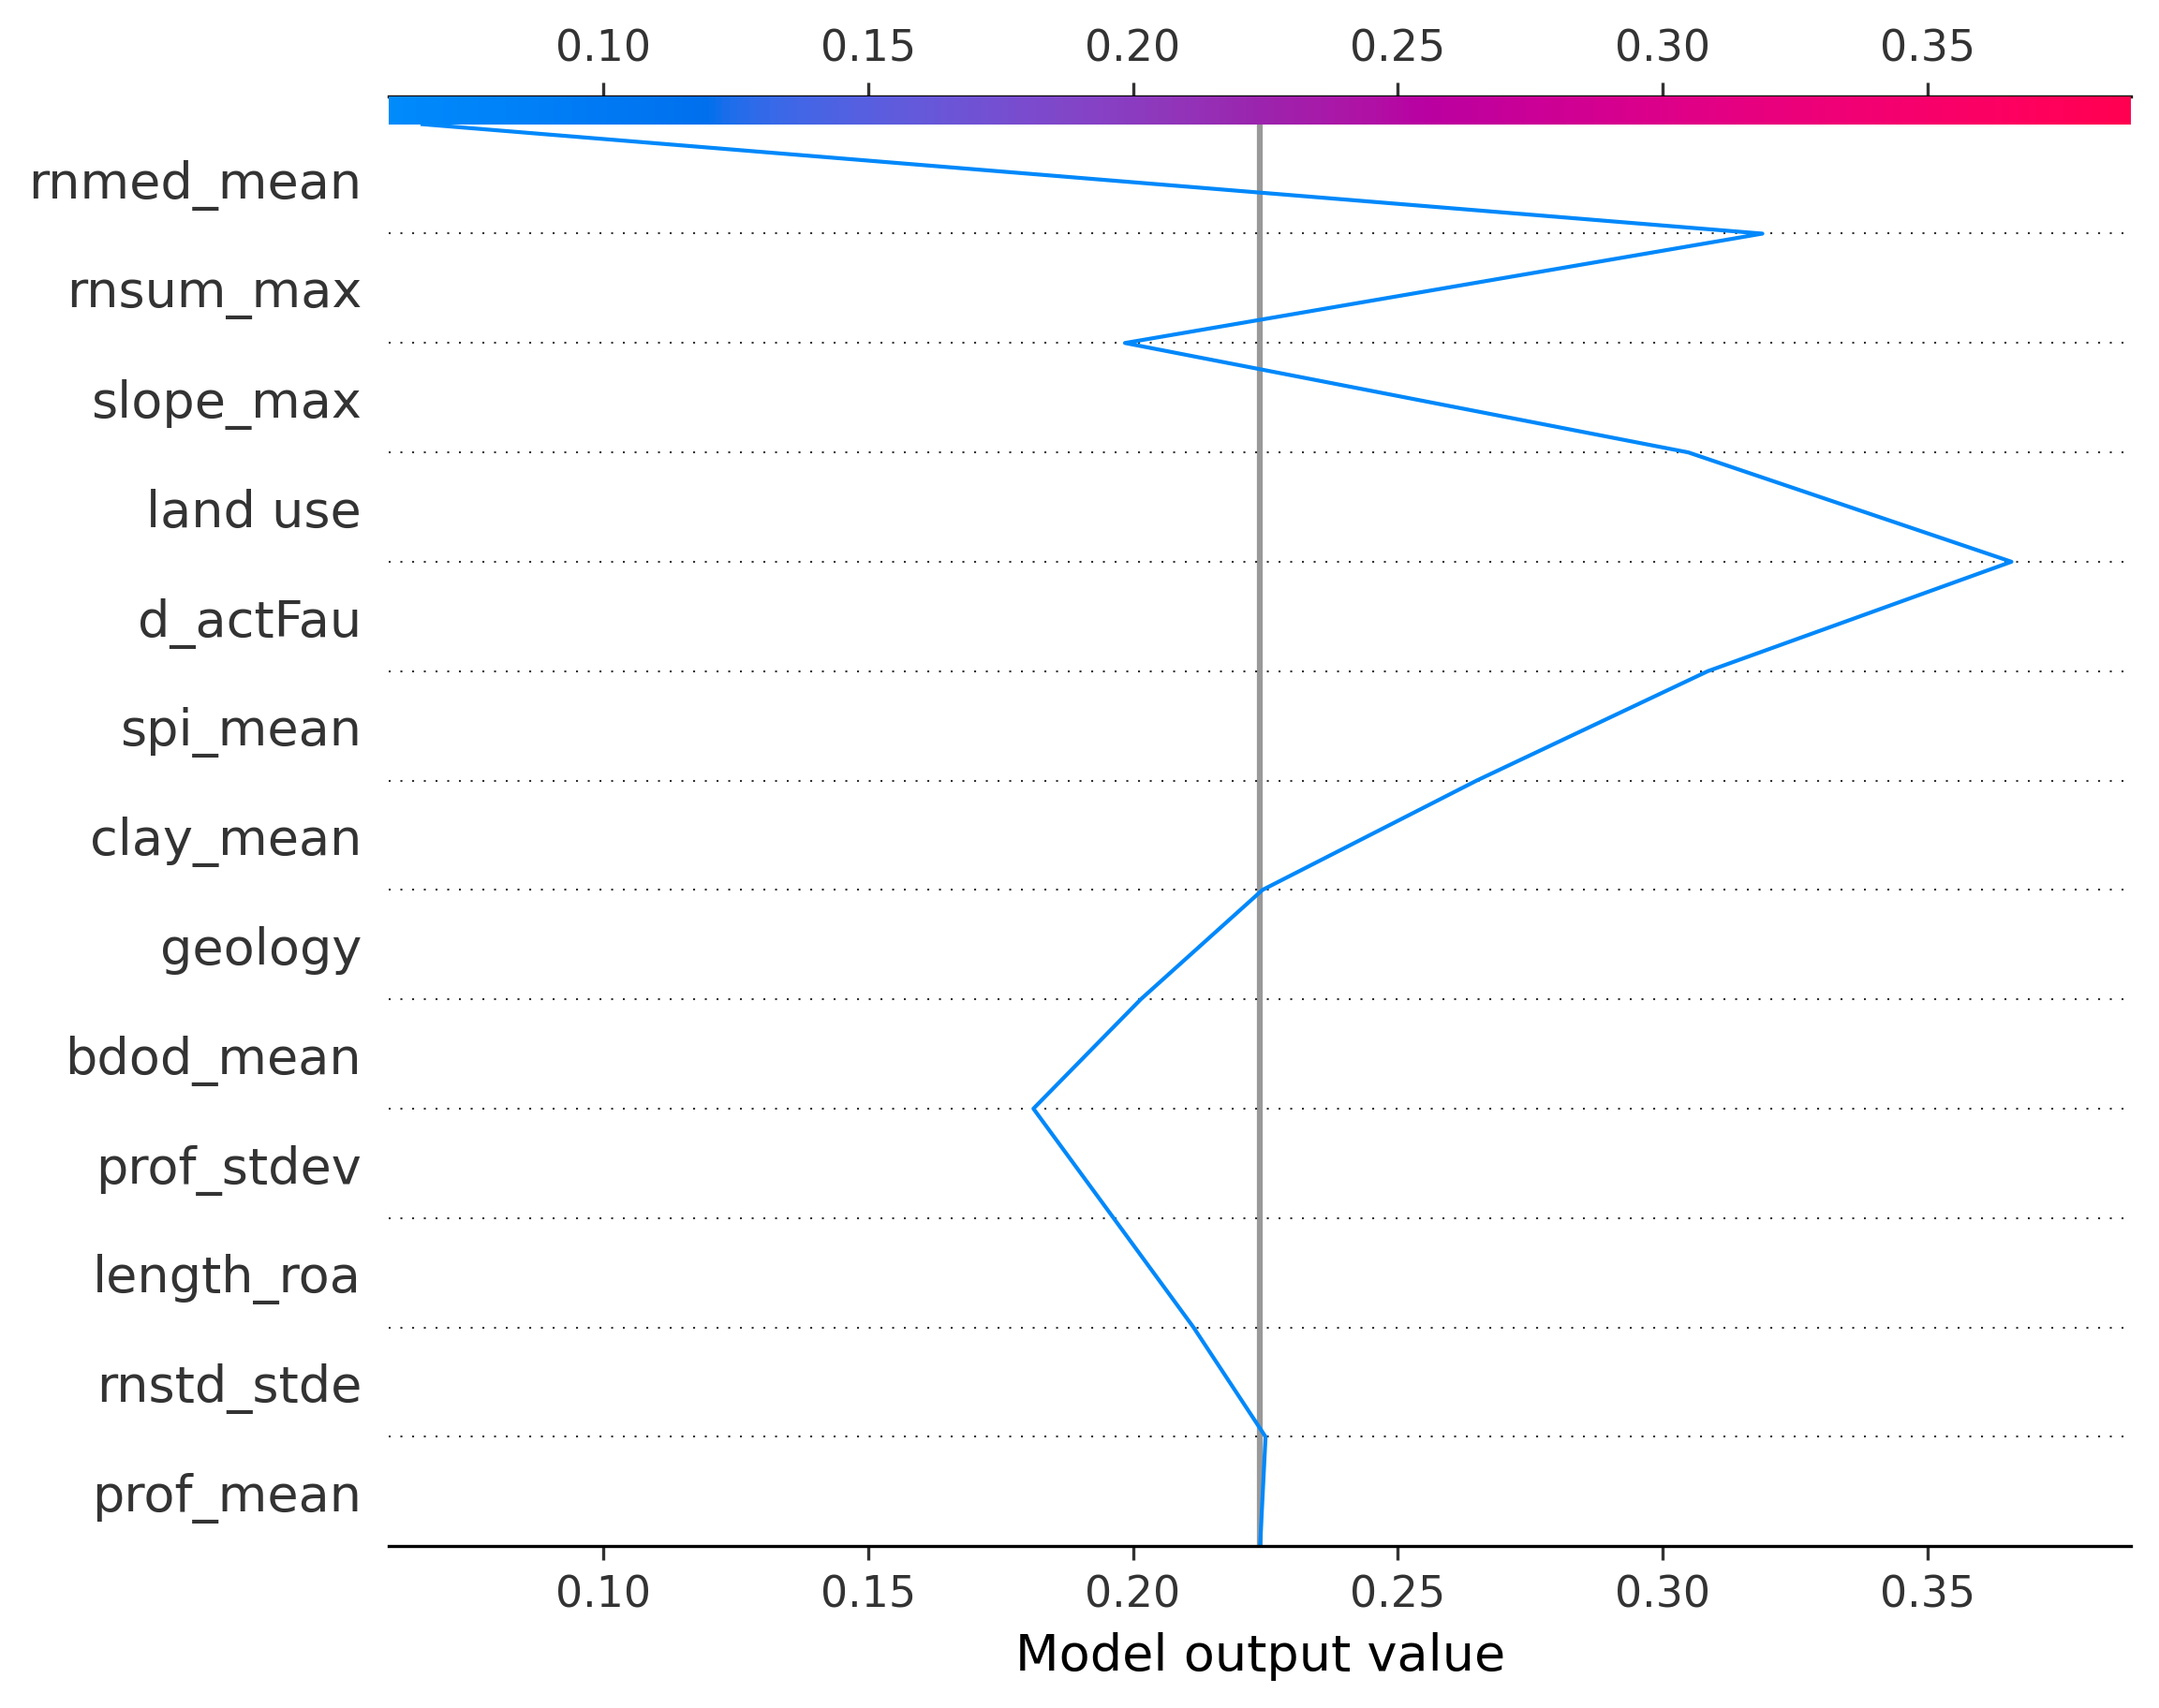 0.10 0.15 0.20 0.25 0.30 0.35
rnmed_mean
rnsum_max
slope_max
land use
d_actFau
spi_mean
clay_mean
geology
bdod_mean
prof_stdev
length_roa
rnstd_stde
prof_mean
0.10 0.15 0.20 0.25 0.30 0.35
Model output value